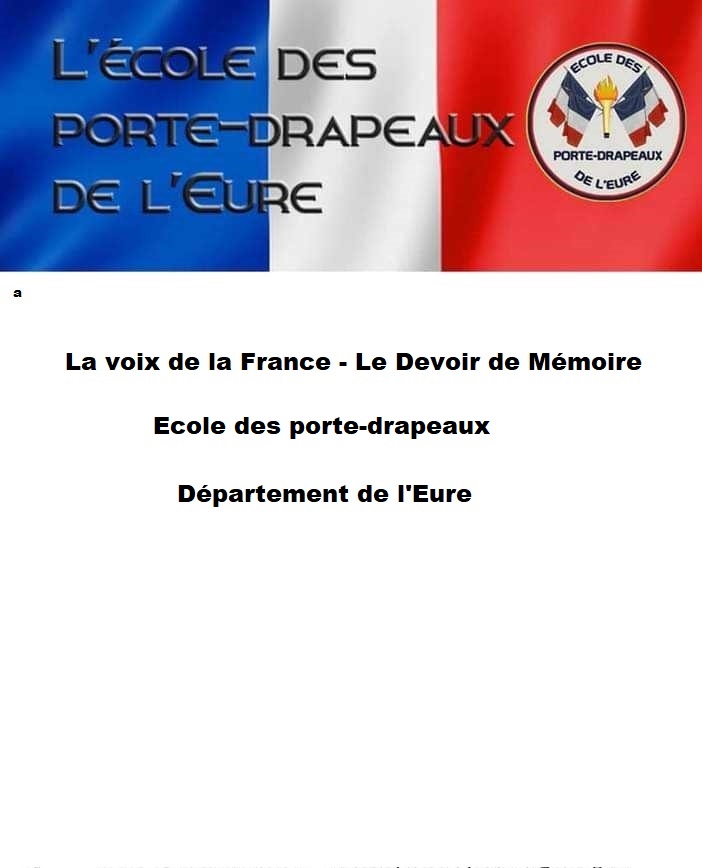 L'École des
porte-drapeaux
de l'Eure
ECOLE DES
PORTE-DRAPEAUX
DE L'EURE
a
La voix de la France - Le Devoir de Mémoire
Ecole des porte-drapeaux
Département de l'Eure